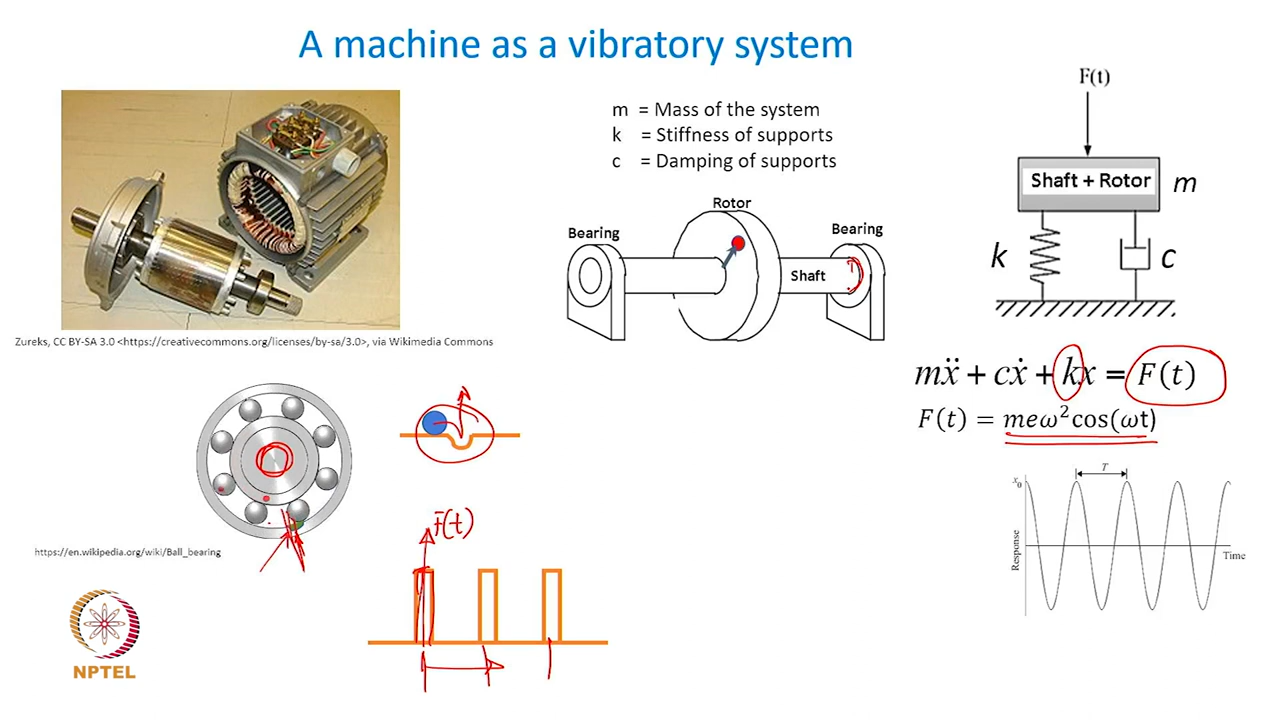 A machine as a vibratory system
m = Mass of the system
k = Stiffness of supports
c = Damping of supports
F(t)
Shaft + Rotor
m
k
c
Rotor
Bearing
Bearing
Shaft
Zureks, CC BY-SA 3.0 <https://creativecommons.org/licenses/by-sa/3.0>, via Wikimedia Commons
mẍ + cẋ + kx = F(t)
F(t) = meω²cos(ωt)
F(t)
T
x₀
Response
Time
https://en.wikipedia.org/wiki/Ball_bearing
NPTEL